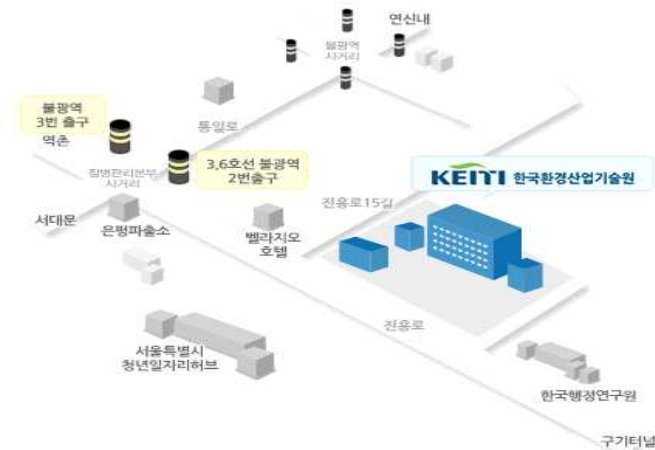 연신내
불광역
사거리
불광역
3번 출구
역촌
통일로
질병관리본부
사거리
3,6호선 불광역
2번출구
KEITI 한국환경산업기술원
서대문
은평파출소
벨라지오
호텔
진흥로15길
진흥로
서울특별시
청년일자리허브
한국행정연구원
구기터널